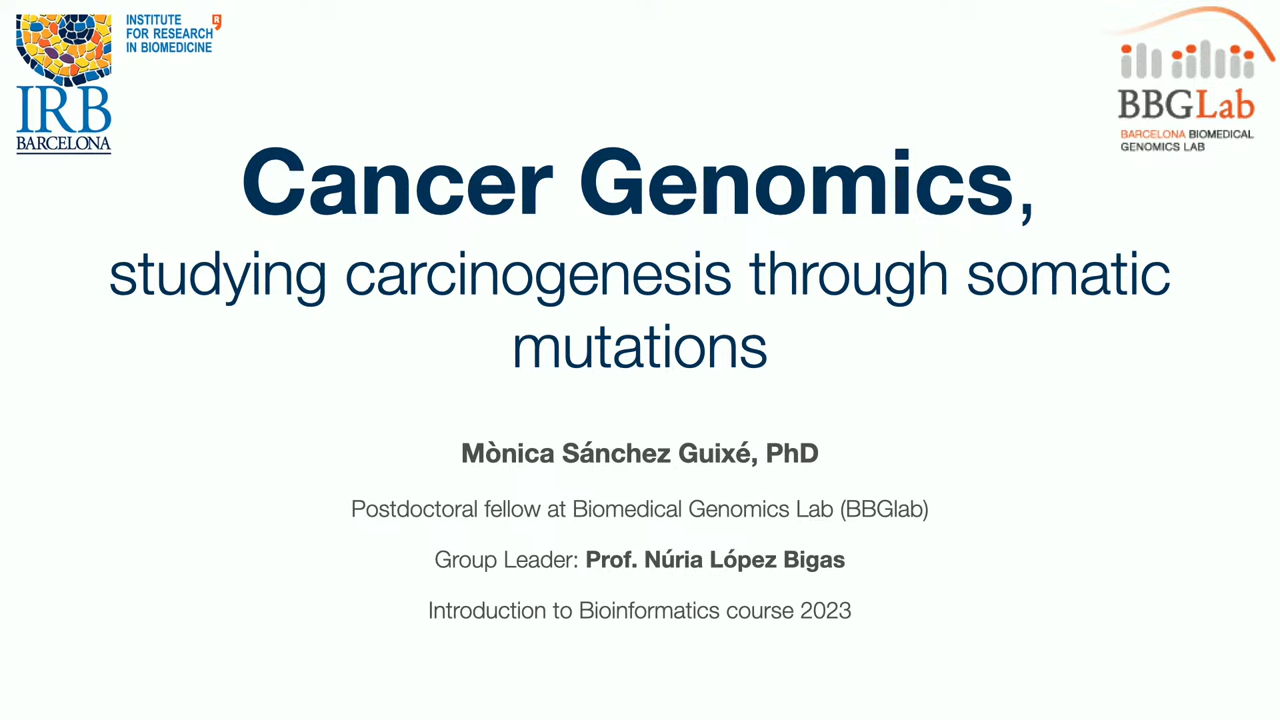 INSTITUTE
FOR RESEARCH
IN BIOMEDICINE
IRB
BARCELONA
BBGLab
BARCELONA BIOMEDICAL
GENOMICS LAB
Cancer Genomics,
studying carcinogenesis through somatic
mutations
Mònica Sánchez Guixé, PhD
Postdoctoral fellow at Biomedical Genomics Lab (BBGlab)
Group Leader: Prof. Núria López Bigas
Introduction to Bioinformatics course 2023